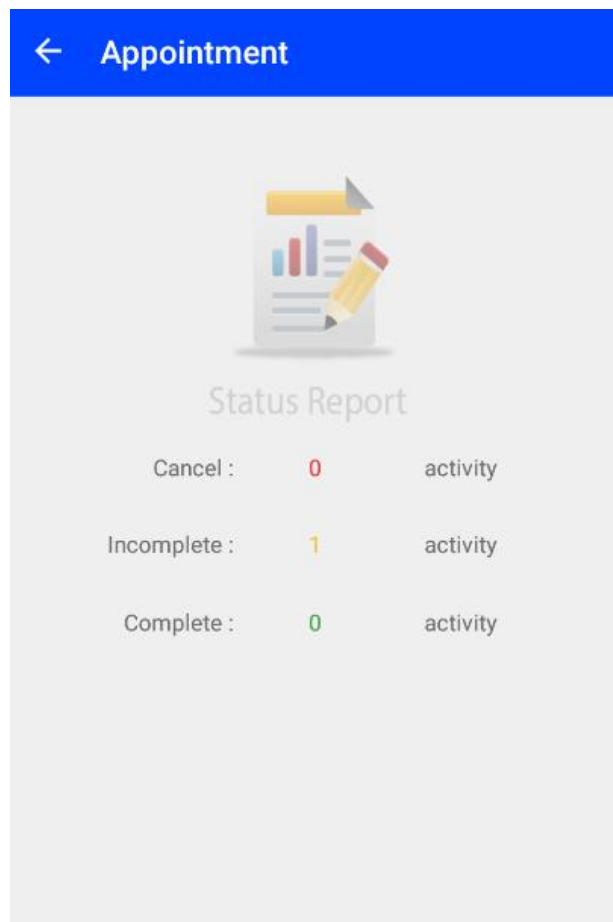 Appointment
Status Report
Cancel : 0 activity
Incomplete : 1 activity
Complete : 0 activity